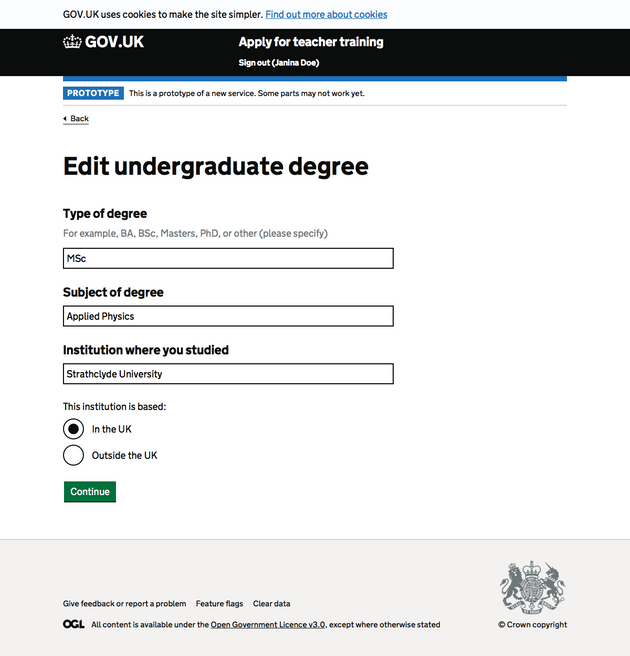 GOV.UK uses cookies to make the site simpler. Find out more about cookies
GOV.UK
Apply for teacher training
Sign out (Janina Doe)
PROTOTYPE This is a prototype of a new service. Some parts may not work yet.
Back
Edit undergraduate degree
Type of degree
For example, BA, BSc, Masters, PhD, or other (please specify)
MSc
Subject of degree
Applied Physics
Institution where you studied
Strathclyde University
This institution is based:
In the UK
Outside the UK
Continue
Give feedback or report a problem Feature flags Clear data
OGL All content is available under the Open Government Licence v3.0, except where otherwise stated
© Crown copyright